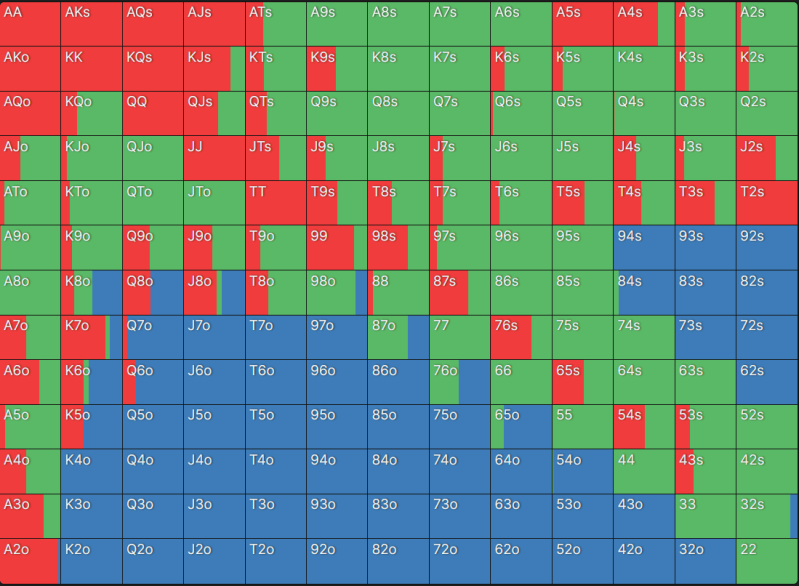 AA AKs AQs AJs ATs A9s A8s A7s A6s A5s A4s A3s A2s
AKo KK KQs KJs KTs K9s K8s K7s K6s K5s K4s K3s K2s
AQo KQo QQ QJs QTs Q9s Q8s Q7s Q6s Q5s Q4s Q3s Q2s
AJo KJo QJo JJ JTs J9s J8s J7s J6s J5s J4s J3s J2s
ATo KTo QTo JTo TT T9s T8s T7s T6s T5s T4s T3s T2s
A9o K9o Q9o J9o T9o 99 98s 97s 96s 95s 94s 93s 92s
A8o K8o Q8o J8o T8o 98o 88 87s 86s 85s 84s 83s 82s
A7o K7o Q7o J7o T7o 97o 87o 77 76s 75s 74s 73s 72s
A6o K6o Q6o J6o T6o 96o 86o 76o 66 65s 64s 63s 62s
A5o K5o Q5o J5o T5o 95o 85o 75o 65o 55 54s 53s 52s
A4o K4o Q4o J4o T4o 94o 84o 74o 64o 54o 44 43s 42s
A3o K3o Q3o J3o T3o 93o 83o 73o 63o 53o 43o 33 32s
A2o K2o Q2o J2o T2o 92o 82o 72o 62o 52o 42o 32o 22